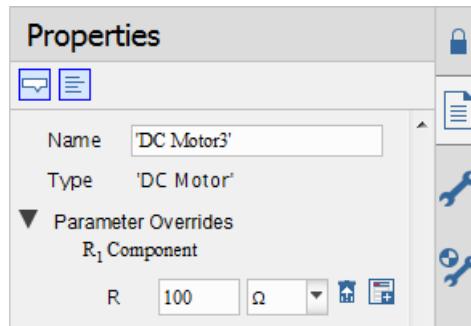 Properties
Name 'DC Motor3'
Type 'DC Motor'
Parameter Overrides
R₁ Component
R 100 Ω